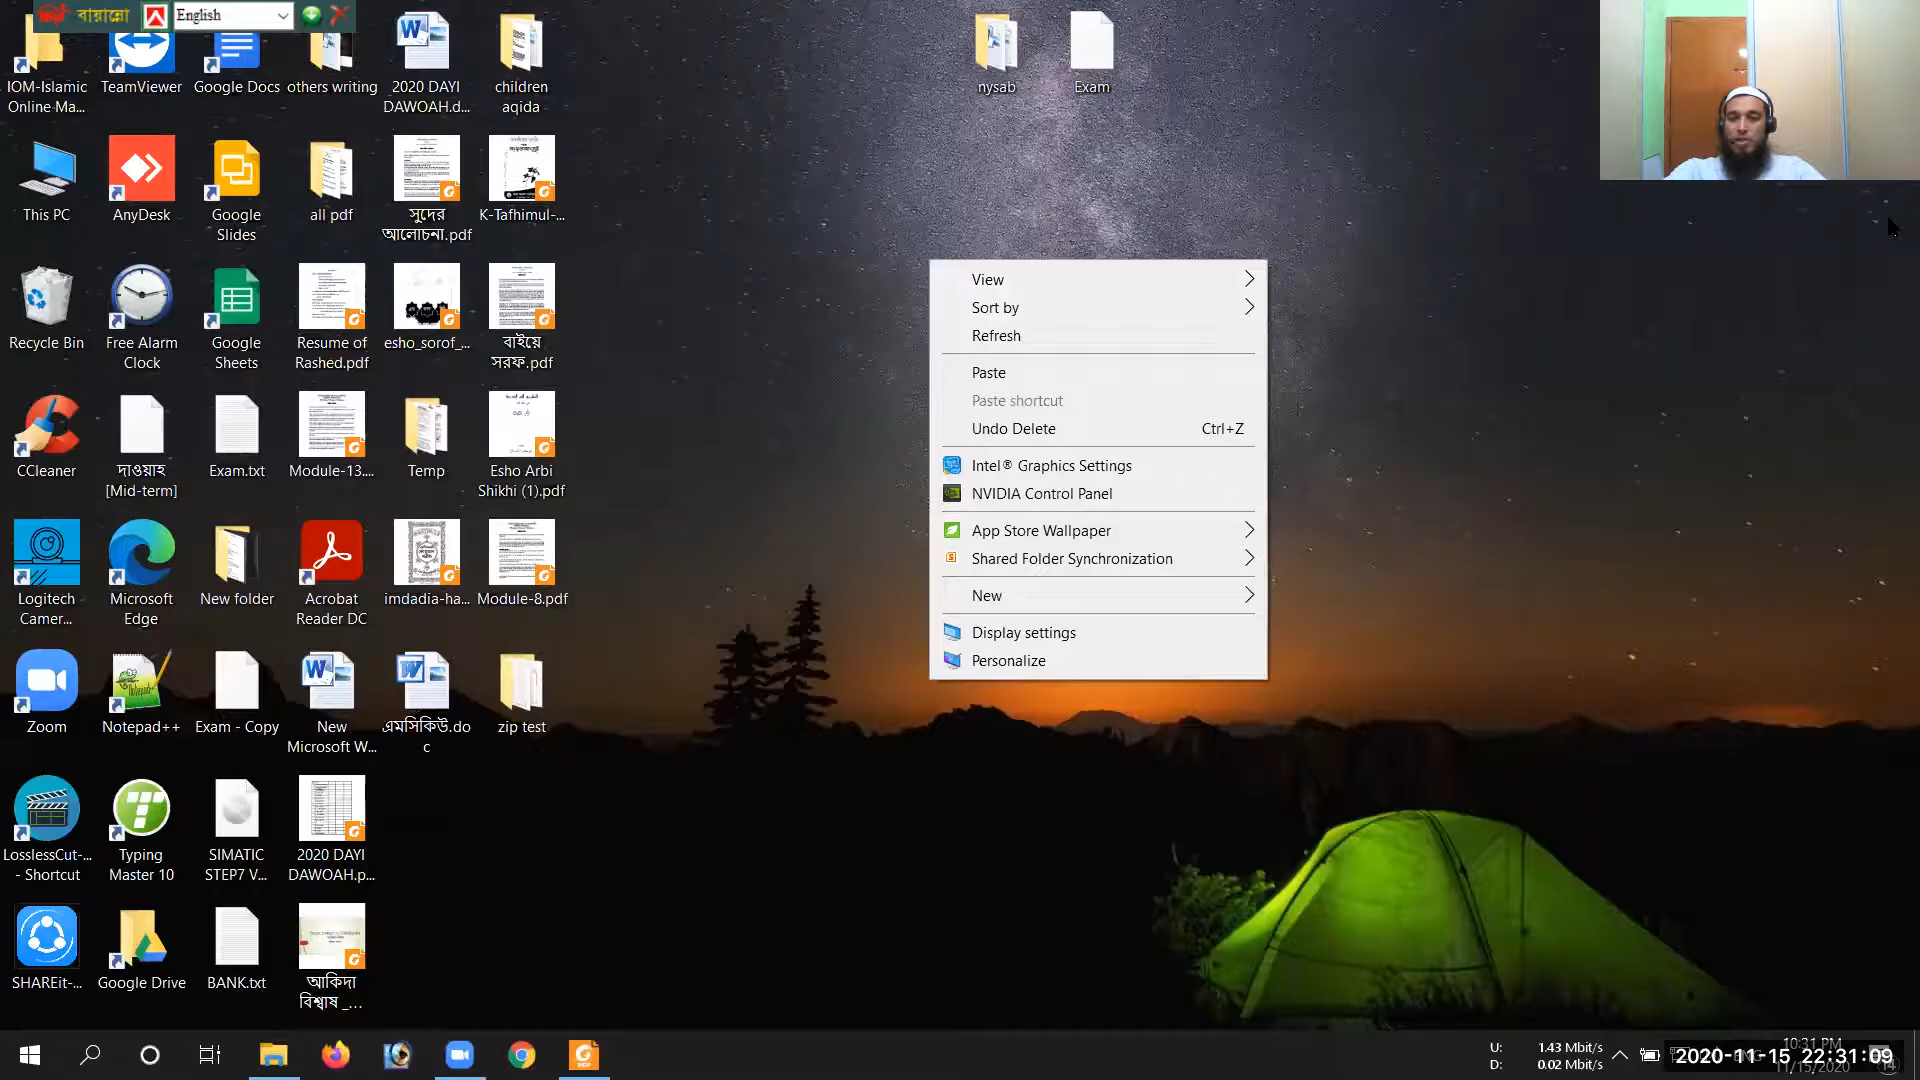 বায়ান্নো
English
IOM-Islamic
Online-Ma...
TeamViewer
Google Docs
others writing
2020 DAYI
DAWOAH.d...
children
aqida
nysab
Exam
This PC
AnyDesk
Google
Slides
all pdf
সুদের
আলোচনা.pdf
K-Tafhimul-...
Recycle Bin
Free Alarm
Clock
Google
Sheets
Resume of
Rashed.pdf
esho_sorof_...
বাইয়ে
সরফ.pdf
CCleaner
দাওয়াহ
[Mid-term]
Exam.txt
Module-13....
Temp
Esho Arbi
Shikhi (1).pdf
Logitech
Camer...
Microsoft
Edge
New folder
Acrobat
Reader DC
imdadia-ha...
Module-8.pdf
Zoom
Notepad++
Exam - Copy
New
Microsoft W...
এমসিকিউ.do
c
zip test
LosslessCut-...
- Shortcut
Typing
Master 10
SIMATIC
STEP7 V...
2020 DAYI
DAWOAH.p...
SHAREit-...
Google Drive
BANK.txt
আকিদা
বিশ্বাষ _...
View
Sort by
Refresh
Paste
Paste shortcut
Undo Delete Ctrl+Z
Intel® Graphics Settings
NVIDIA Control Panel
App Store Wallpaper
Shared Folder Synchronization
New
Display settings
Personalize
U: 1.43 Mbit/s
D: 0.02 Mbit/s
10:31 PM
2020-11-15 22:31:09
11/15/2020